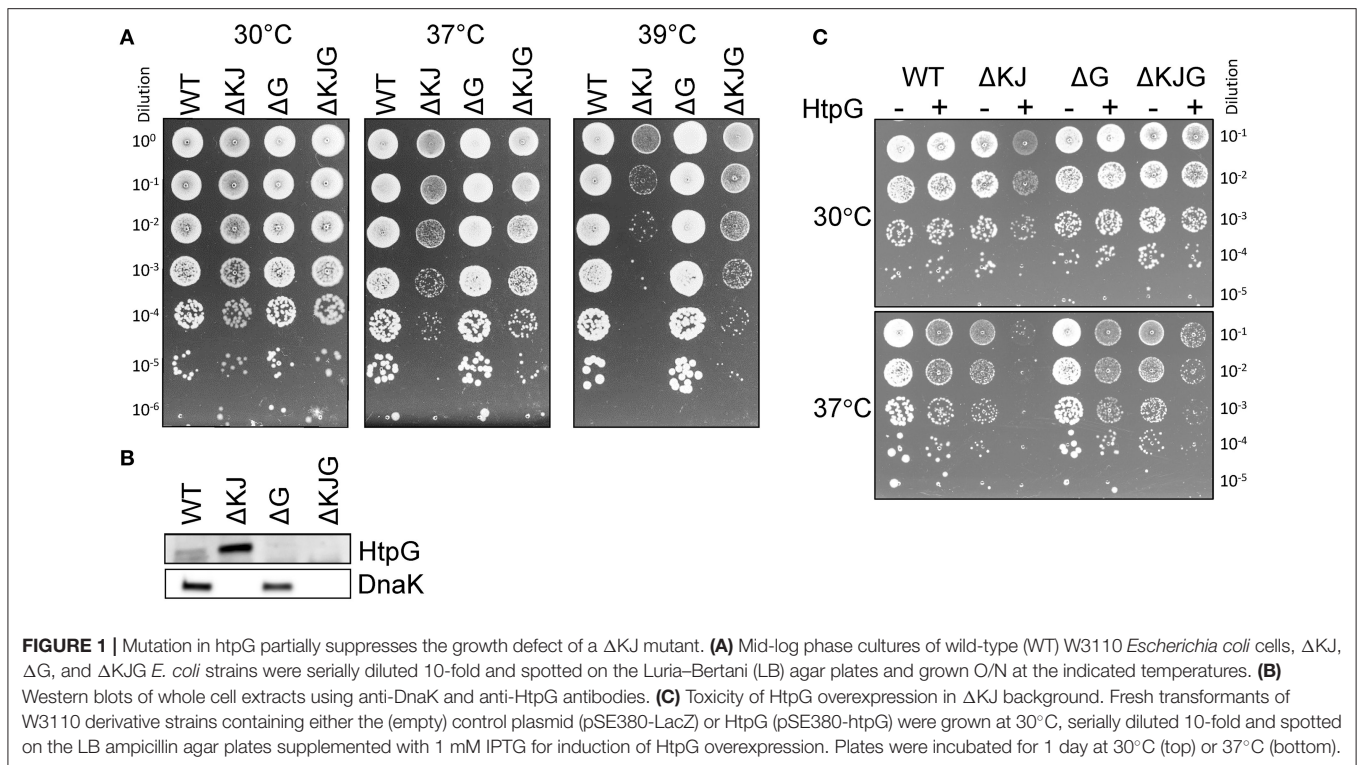 A
30°C 37°C 39°C
Dilution WT ΔKJ ΔG ΔKJG WT ΔKJ ΔG ΔKJG WT ΔKJ ΔG ΔKJG
10⁰
10⁻¹
10⁻²
10⁻³
10⁻⁴
10⁻⁵
10⁻⁶
B
WT ΔKJ ΔG ΔKJG
HtpG
DnaK
C
WT ΔKJ ΔG ΔKJG
HtpG - + - + - + - + Dilution
30°C
10⁻¹
10⁻²
10⁻³
10⁻⁴
10⁻⁵
37°C
10⁻¹
10⁻²
10⁻³
10⁻⁴
10⁻⁵
FIGURE 1 | Mutation in htpG partially suppresses the growth defect of a ΔKJ mutant. (A) Mid-log phase cultures of wild-type (WT) W3110 Escherichia coli cells, ΔKJ,
ΔG, and ΔKJG E. coli strains were serially diluted 10-fold and spotted on the Luria–Bertani (LB) agar plates and grown O/N at the indicated temperatures. (B)
Western blots of whole cell extracts using anti-DnaK and anti-HtpG antibodies. (C) Toxicity of HtpG overexpression in ΔKJ background. Fresh transformants of
W3110 derivative strains containing either the (empty) control plasmid (pSE380-LacZ) or HtpG (pSE380-htpG) were grown at 30°C, serially diluted 10-fold and spotted
on the LB ampicillin agar plates supplemented with 1 mM IPTG for induction of HtpG overexpression. Plates were incubated for 1 day at 30°C (top) or 37°C (bottom).